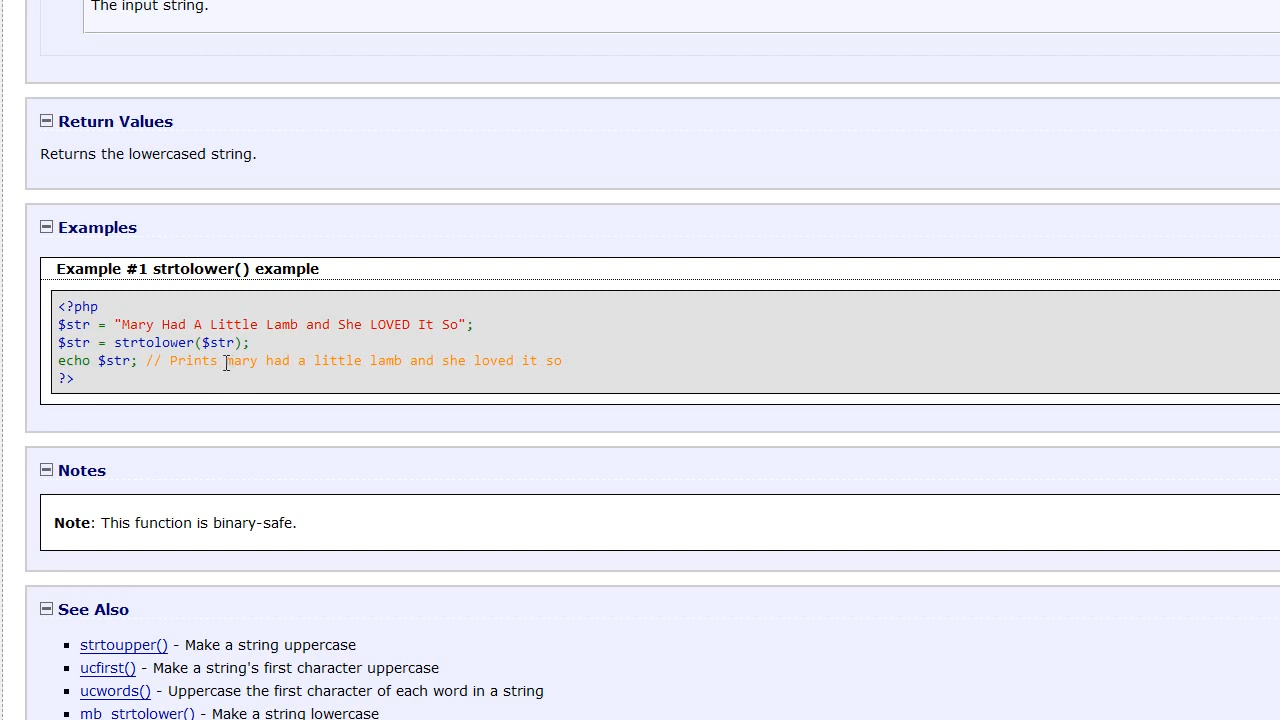 The input string.
Return Values
Returns the lowercased string.
Examples
Example #1 strtolower() example
<?php
$str = "Mary Had A Little Lamb and She LOVED It So";
$str = strtolower($str);
echo $str; // Prints mary had a little lamb and she loved it so
?>
Notes
Note: This function is binary-safe.
See Also
strtoupper() - Make a string uppercase
ucfirst() - Make a string's first character uppercase
ucwords() - Uppercase the first character of each word in a string
mb_strtolower() - Make a string lowercase